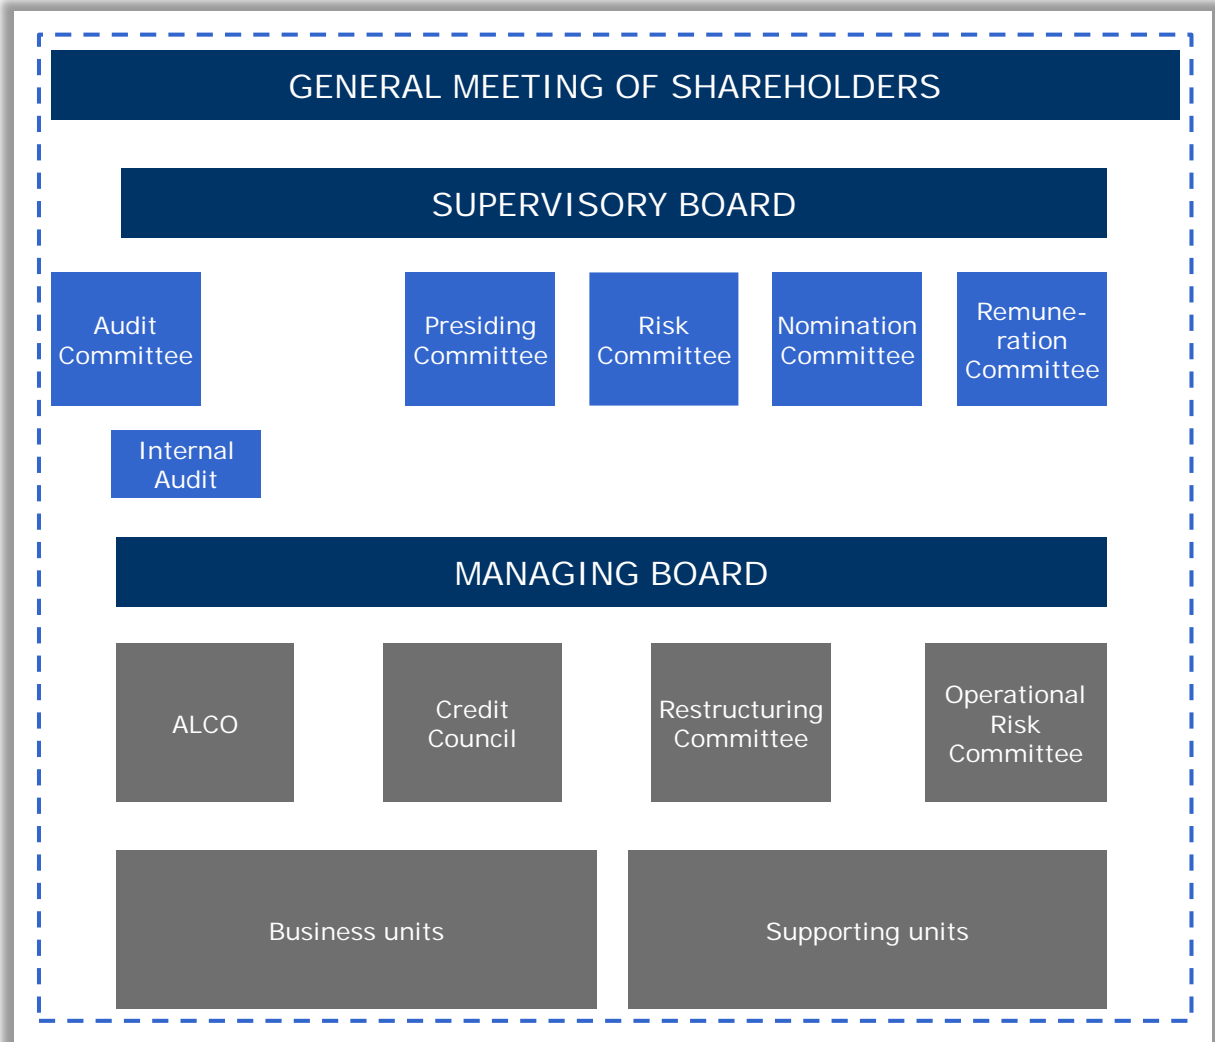 GENERAL MEETING OF SHAREHOLDERS
SUPERVISORY BOARD
Audit
Committee
Presiding
Committee
Risk
Committee
Nomination
Committee
Remune-
ration
Committee
Internal
Audit
MANAGING BOARD
ALCO
Credit
Council
Restructuring
Committee
Operational
Risk
Committee
Business units
Supporting units